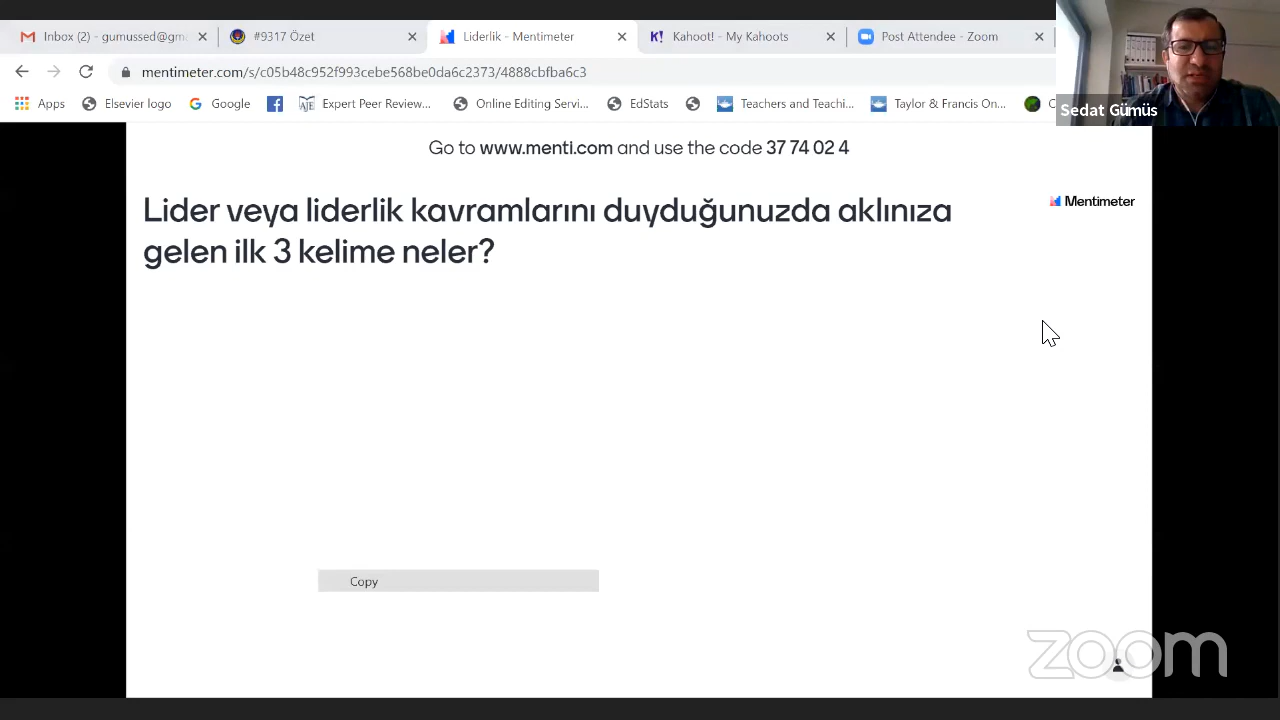 Inbox (2) - gumussed@gm
#9317 Özet
Liderlik - Mentimeter
Kahoot! - My Kahoots
Post Attendee - Zoom
mentimeter.com/s/c05b48c952f993cebe568be0da6c2373/4888cbfba6c3
Apps
Elsevier logo
Google
Expert Peer Review...
Online Editing Servi...
EdStats
Teachers and Teachi...
Taylor & Francis On...
Sedat Gümüs
Go to www.menti.com and use the code 37 74 02 4
Lider veya liderlik kavramlarını duyduğunuzda aklınıza
gelen ilk 3 kelime neler?
Mentimeter
Copy
zoom